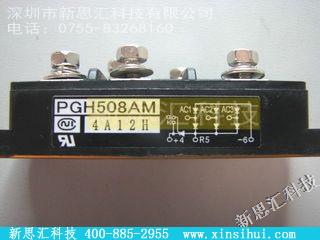 深圳市新思汇科技有限公司
电话：0755-83268160
PGH508AM
4A12H
AC1 AC2 AC3
+4 R5 -6
新思汇科技
新思汇科技 400-885-2955 www.xinsihui.com